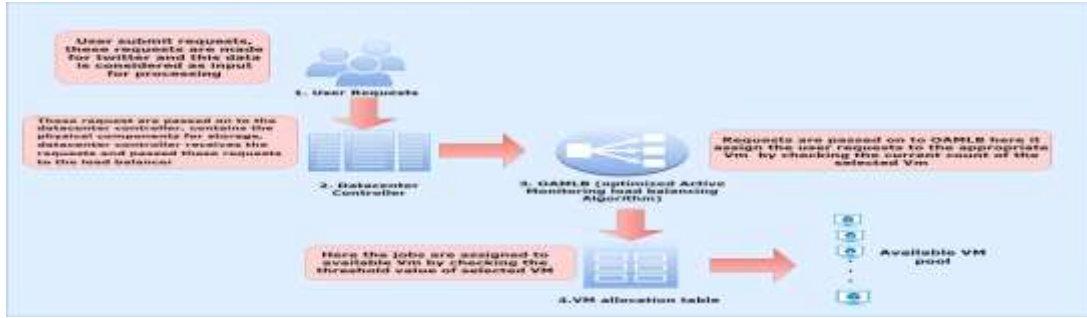 User submit requests,
these requests are made
for twitter and this data
is considered as input
for processing
1. User Requests
These request are passed on to the
datacenter controller, contains the
physical components for storage,
datacenter controller receives the
requests and passed these requests
to the load balancer
2. Datacenter
Controller
3. OAMLB (optimized Active
Monitoring load balancing
Algorithm)
Requests are passed on to OAMLB here it
assign the user requests to the appropriate
Vm by checking the current count of the
selected Vm
Here the jobs are assigned to
available Vm by checking the
threshold value of selected VM
4.VM allocation table
Available VM
pool